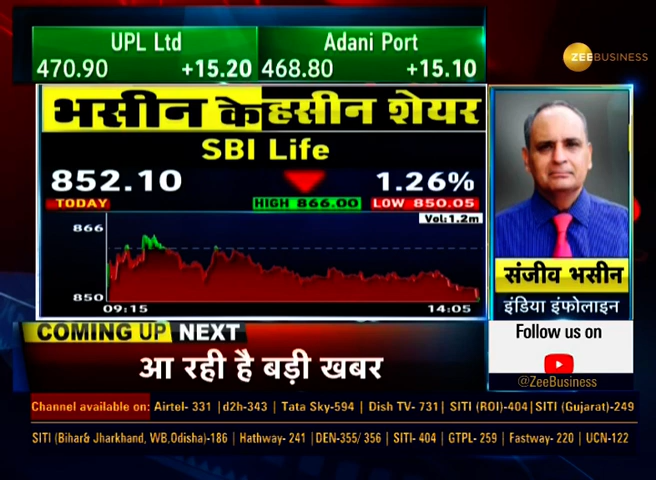 UPL Ltd
470.90 +15.20
Adani Port
468.80 +15.10
ZEEBUSINESS
भसीन के हसीन शेयर
SBI Life
852.10 1.26%
TODAY HIGH 866.00 LOW 850.05
Vol:1.2m
866
850
09:15 14:05
संजीव भसीन
इंडिया इंफोलाइन
COMING UP NEXT
आ रही है बड़ी खबर
Follow us on
@ZeeBusiness
Channel available on: Airtel- 331 |d2h-343 | Tata Sky-594 | Dish TV- 731| SITI (ROI)-404|SITI (Gujarat)-249
SITI (Bihar& Jharkhand, WB,Odisha)-186 | Hathway- 241 |DEN-355/ 356 | SITI- 404 | GTPL- 259 | Fastway- 220 | UCN-122